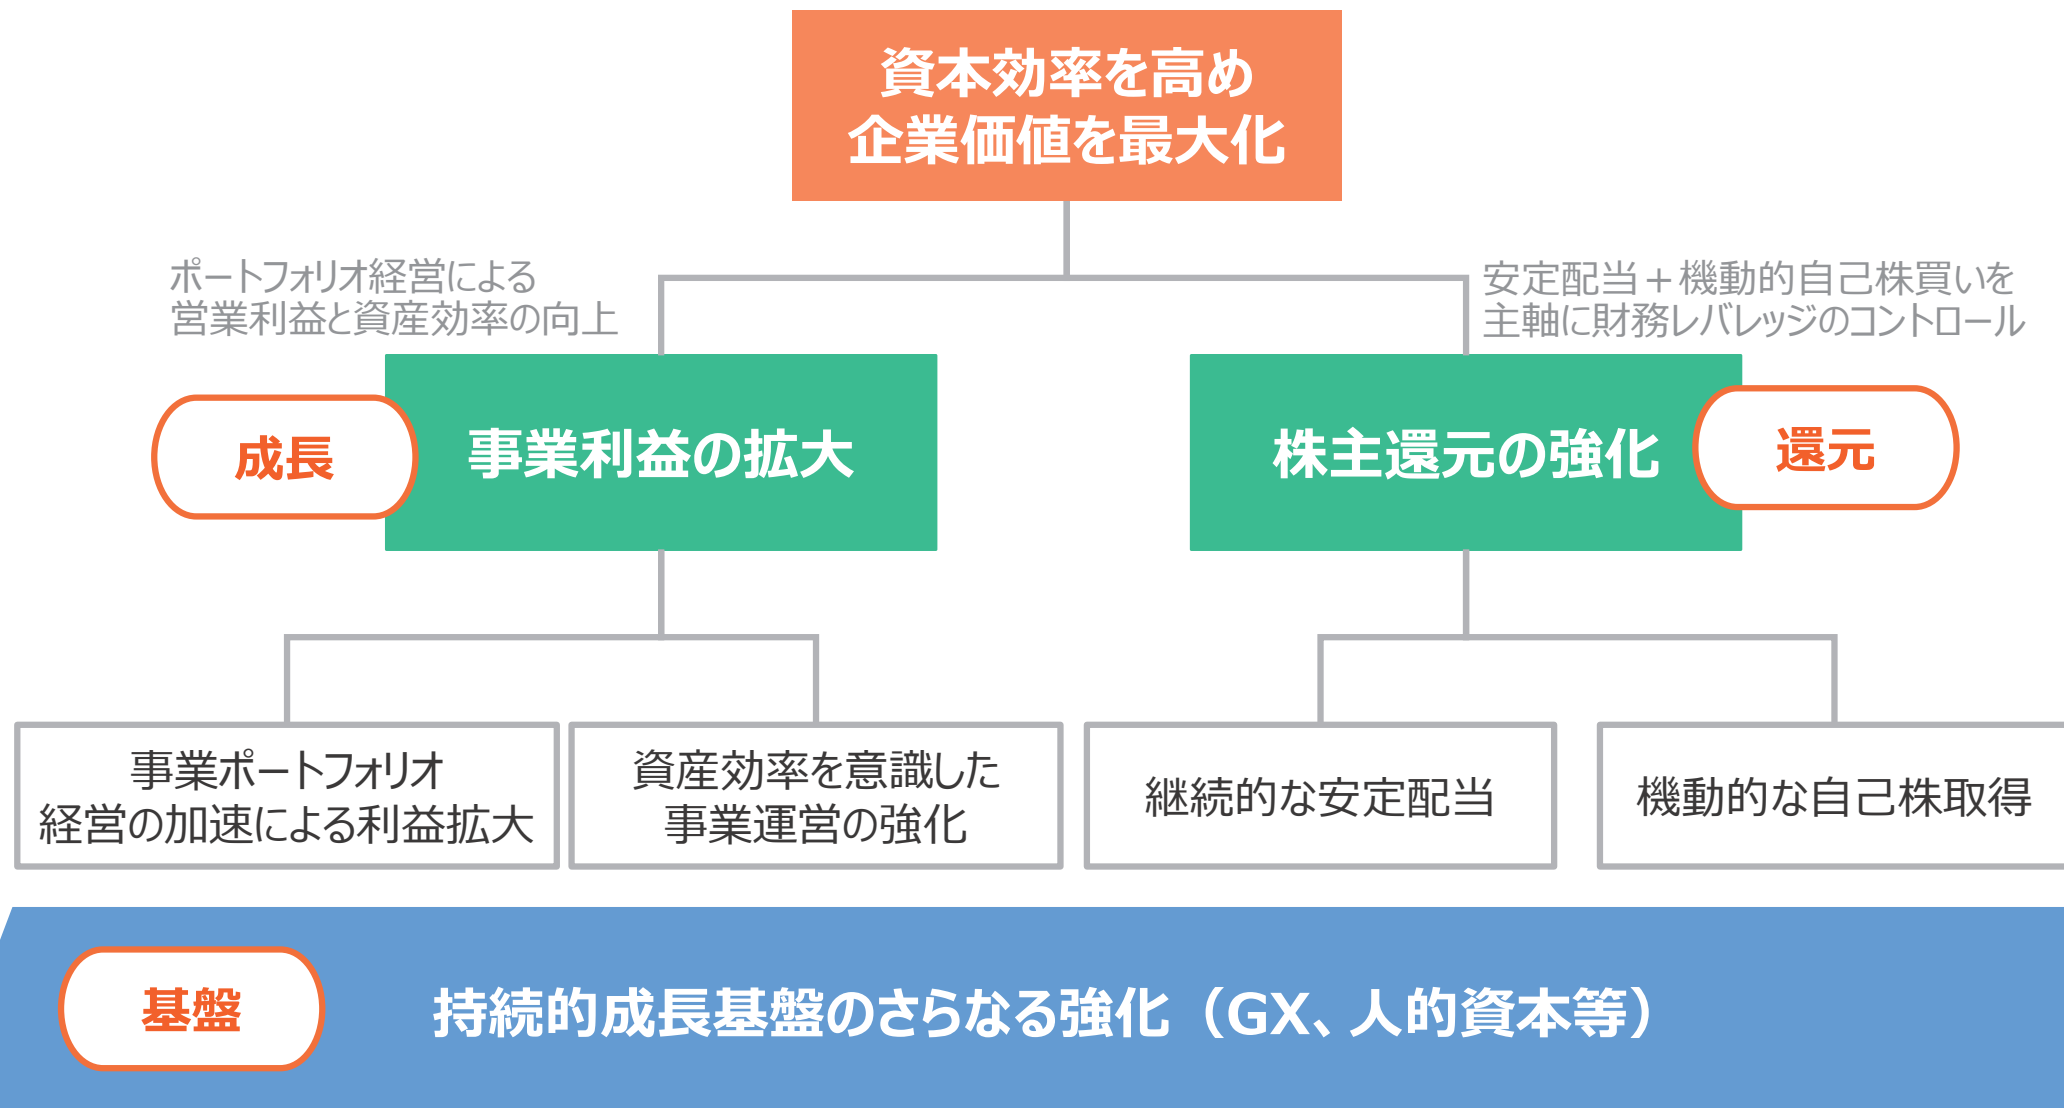 資本効率を高め
企業価値を最大化
ポートフォリオ経営による
営業利益と資産効率の向上
安定配当+機動的自己株買いを
主軸に財務レバレッジのコントロール
成長
事業利益の拡大
株主還元の強化
還元
事業ポートフォリオ
経営の加速による利益拡大
資産効率を意識した
事業運営の強化
継続的な安定配当
機動的な自己株取得
基盤
持続的成長基盤のさらなる強化（GX、人的資本等）